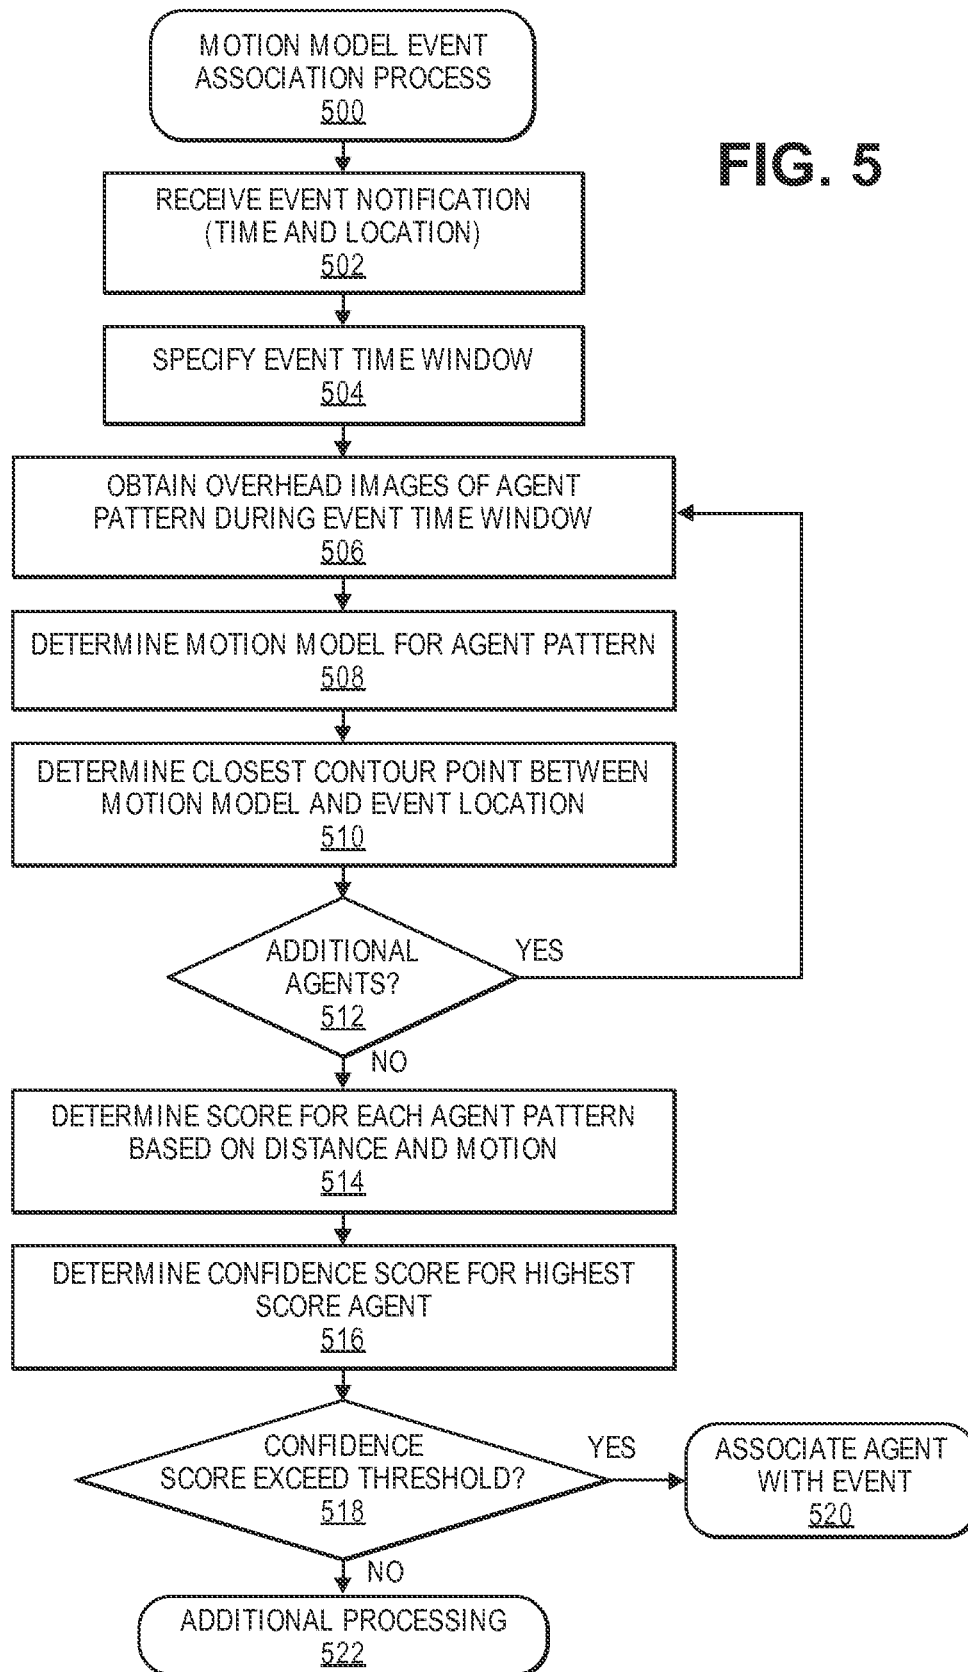 MOTION MODEL EVENT
ASSOCIATION PROCESS
500
FIG. 5
RECEIVE EVENT NOTIFICATION
(TIME AND LOCATION)
502
SPECIFY EVENT TIME WINDOW
504
OBTAIN OVERHEAD IMAGES OF AGENT
PATTERN DURING EVENT TIME WINDOW
506
DETERMINE MOTION MODEL FOR AGENT PATTERN
508
DETERMINE CLOSEST CONTOUR POINT BETWEEN
MOTION MODEL AND EVENT LOCATION
510
ADDITIONAL
AGENTS?
512
YES
NO
DETERMINE SCORE FOR EACH AGENT PATTERN
BASED ON DISTANCE AND MOTION
514
DETERMINE CONFIDENCE SCORE FOR HIGHEST
SCORE AGENT
516
CONFIDENCE
SCORE EXCEED THRESHOLD?
518
YES
ASSOCIATE AGENT
WITH EVENT
520
NO
ADDITIONAL PROCESSING
522